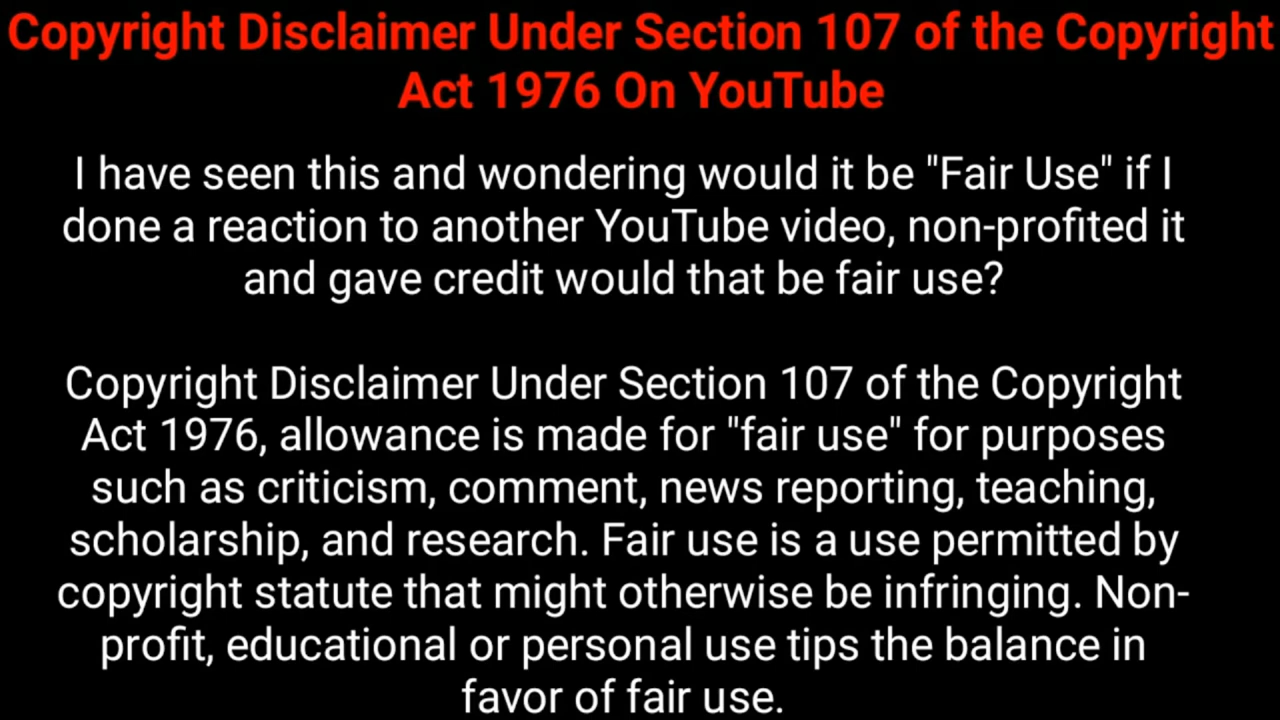 Copyright Disclaimer Under Section 107 of the Copyright
Act 1976 On YouTube
I have seen this and wondering would it be "Fair Use" if I
done a reaction to another YouTube video, non-profited it
and gave credit would that be fair use?
Copyright Disclaimer Under Section 107 of the Copyright
Act 1976, allowance is made for "fair use" for purposes
such as criticism, comment, news reporting, teaching,
scholarship, and research. Fair use is a use permitted by
copyright statute that might otherwise be infringing. Non-
profit, educational or personal use tips the balance in
favor of fair use.